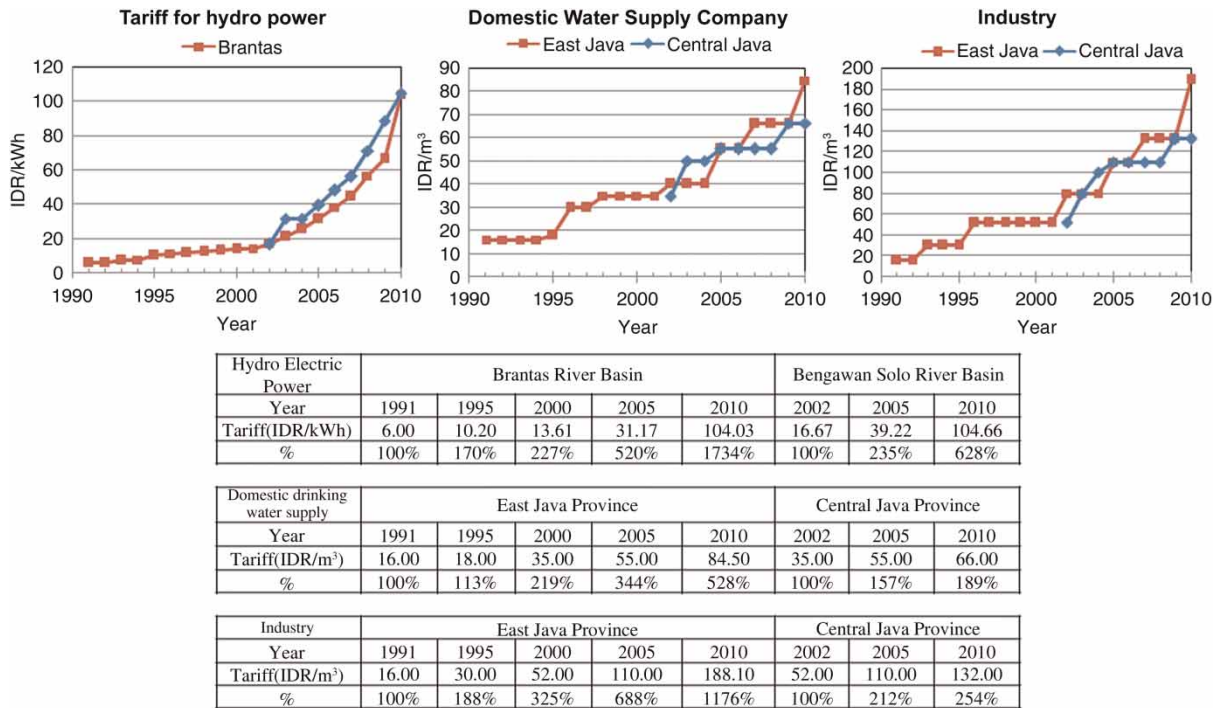 Tariff for hydro power
Brantas
120
100
80
60
40
20
0
IDR/kWh
1990 1995 2000 2005 2010
Year
Domestic Water Supply Company
East Java Central Java
90
80
70
60
50
40
30
20
10
0
IDR/m³
1990 1995 2000 2005 2010
Year
Industry
East Java Central Java
200
180
160
140
120
100
80
60
40
20
0
IDR/m³
1990 1995 2000 2005 2010
Year
Hydro Electric Power Brantas River Basin Bengawan Solo River Basin
Year 1991 1995 2000 2005 2010 2002 2005 2010
Tariff(IDR/kWh) 6.00 10.20 13.61 31.17 104.03 16.67 39.22 104.66
% 100% 170% 227% 520% 1734% 100% 235% 628%
Domestic drinking water supply East Java Province Central Java Province
Year 1991 1995 2000 2005 2010 2002 2005 2010
Tariff(IDR/m³) 16.00 18.00 35.00 55.00 84.50 35.00 55.00 66.00
% 100% 113% 219% 344% 528% 100% 157% 189%
Industry East Java Province Central Java Province
Year 1991 1995 2000 2005 2010 2002 2005 2010
Tariff(IDR/m³) 16.00 30.00 52.00 110.00 188.10 52.00 110.00 132.00
% 100% 188% 325% 688% 1176% 100% 212% 254%